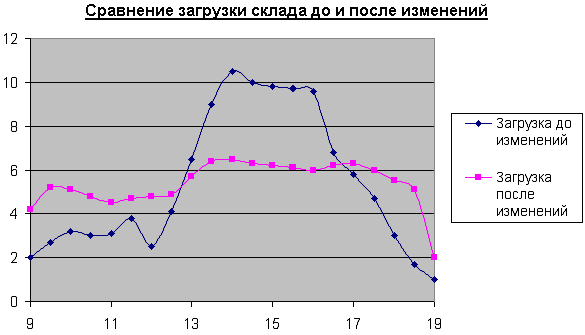 Сравнение загрузки склада до и после изменений
12
10
8
6
4
2
0
9
11
13
15
17
19
Загрузка до
изменений
Загрузка
после
изменений